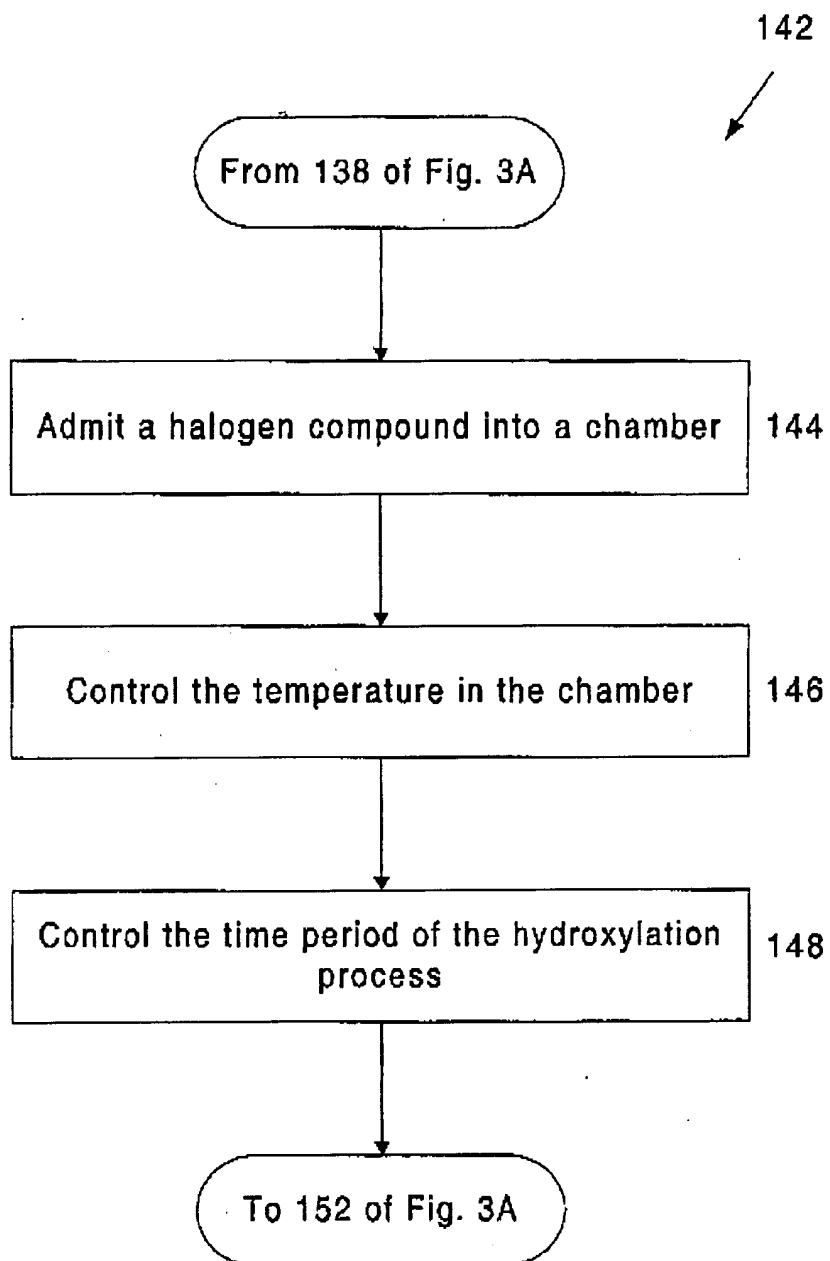 142
From 138 of Fig. 3A
Admit a halogen compound into a chamber
144
Control the temperature in the chamber
146
Control the time period of the hydroxylation
process
148
To 152 of Fig. 3A